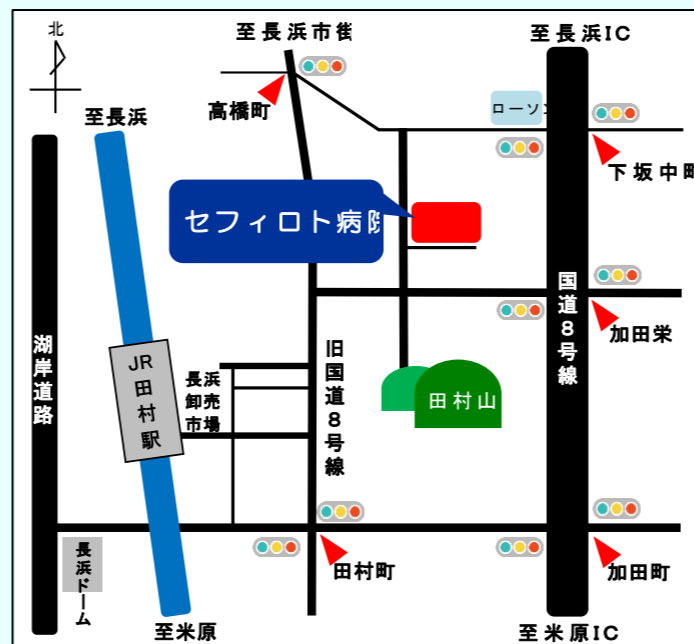 至長浜市街
至長浜IC
北
ローソン
高橋町
至長浜
下坂中町
セフィロト病院
国道8号線
加田栄
湖岸道路
JR田村駅
長浜
卸売
市場
旧国道8号線
田村山
長浜ドーム
田村町
加田町
至米原
至米原IC